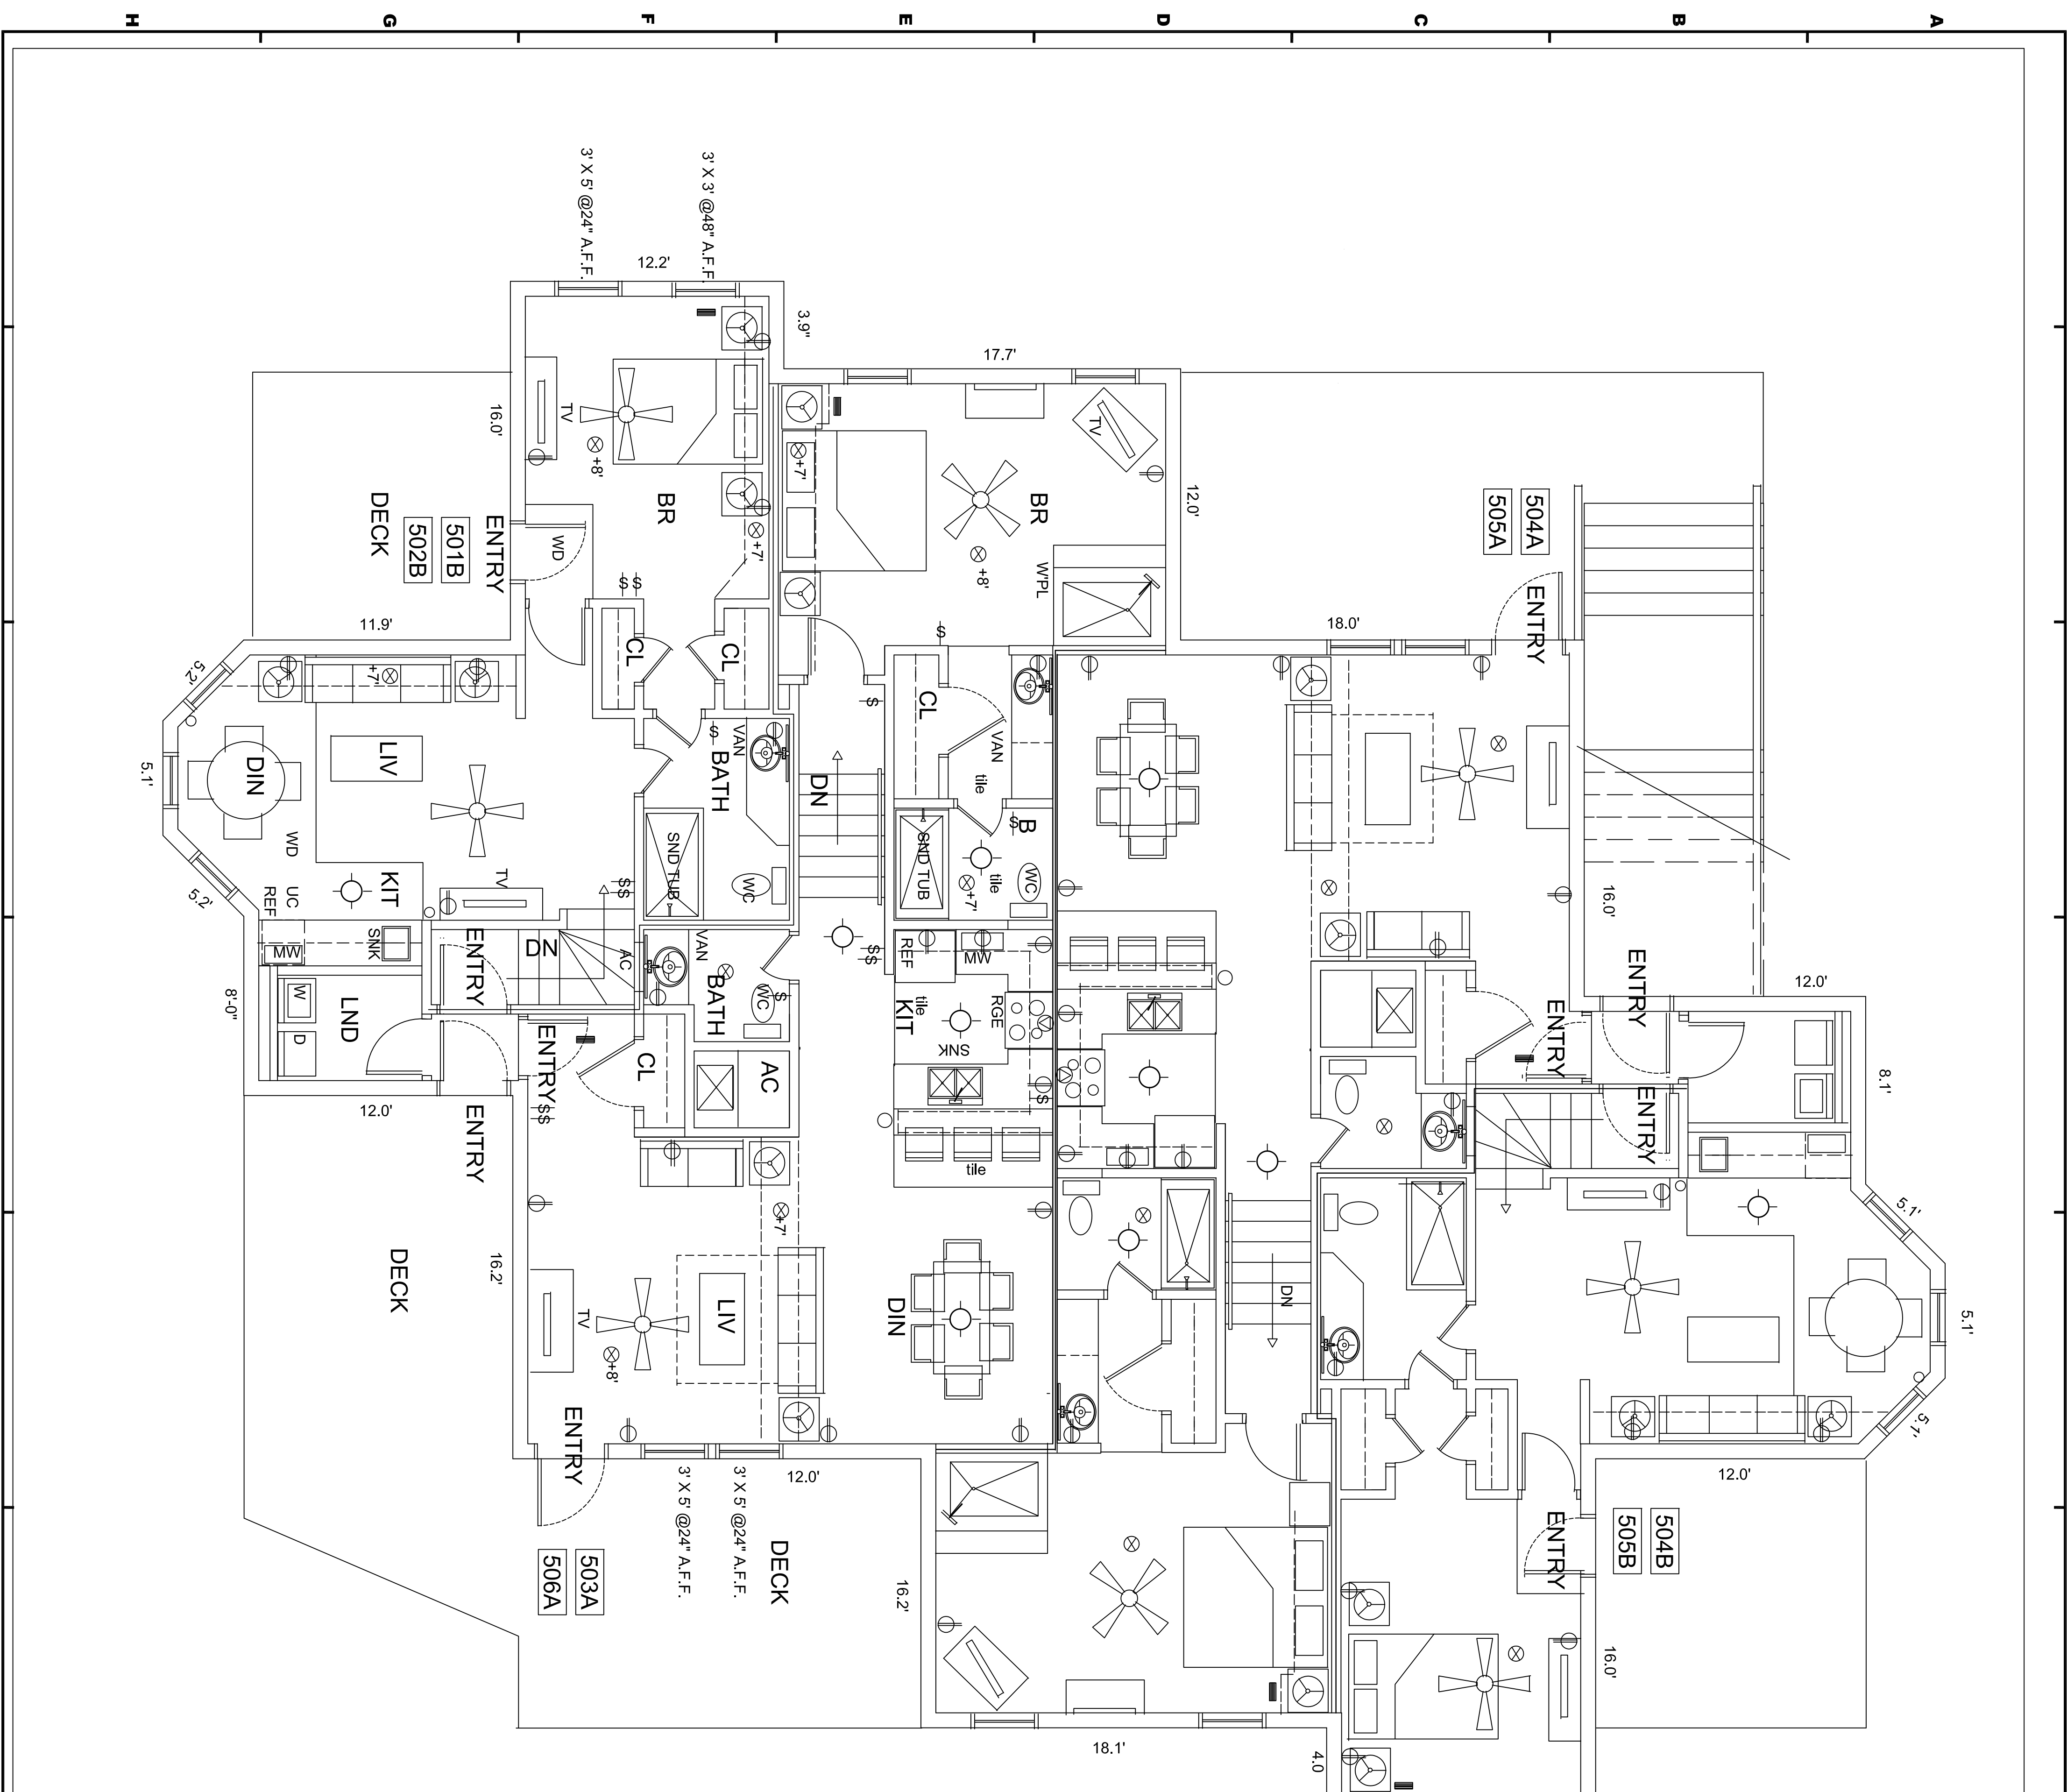 H
G
F
E
D
C
B
A
3' X 5' @24" A.F.F.
3' X 3' @48" A.F.F.
12.2'
3.9"
17.7'
12.0'
16.0'
TV
+8'
BR
+7'
WD
ENTRY
501B
502B
DECK
11.9'
$ $
CL
CL
TV
+7'
BR
+8'
W'PL
$
504A
505A
ENTRY
18.0'
5.2'
5.1'
5.2'
+7'
LIV
DIN
WD
KIT
UC
REF
TV
MW
SNK
VAN
$
BATH
SND TUB
WC
$$
DN
$
CL
VAN
tile
B
$
SND TUB
tile
WC
+7'
16.0'
ENTRY
12.0'
8'-0"
W
D
LND
ENTRY
DN
AC
VAN
BATH
WC
$
$$
REF
MW
tile
KIT
RGE
SNK
$
tile
ENTRY
$$
CL
AC
12.0'
ENTRY
DECK
16.2'
TV
+8'
LIV
+7'
DIN
ENTRY
3' X 5' @24" A.F.F.
3' X 5' @24" A.F.F.
12.0'
DECK
503A
506A
16.2'
18.1'
4.0
DN
ENTRY
ENTRY
8.1'
5.1'
5.1'
5.1'
12.0'
ENTRY
504B
505B
16.0'